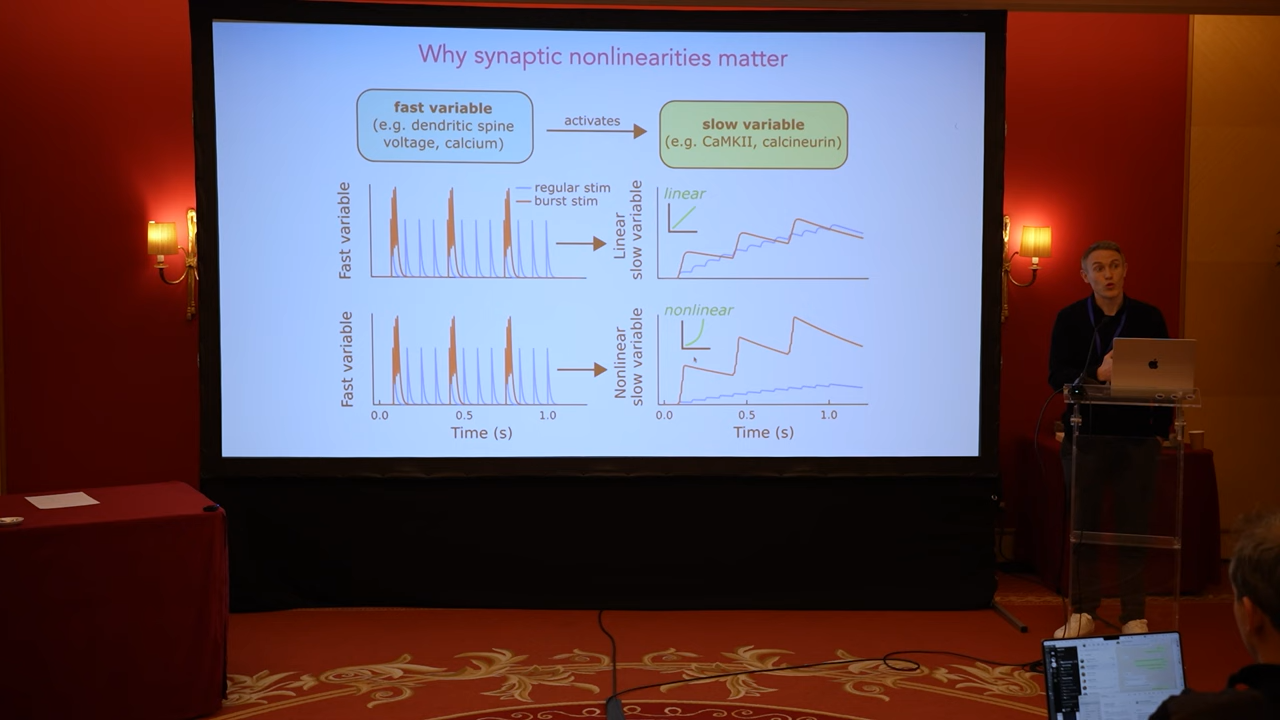 Why synaptic nonlinearities matter
fast variable
(e.g. dendritic spine
voltage, calcium)
activates
slow variable
(e.g. CaMKII, calcineurin)
Fast variable
regular stim
burst stim
Linear
slow variable
linear
Fast variable
0.0 0.5 1.0
Time (s)
Nonlinear
slow variable
nonlinear
0.0 0.5 1.0
Time (s)